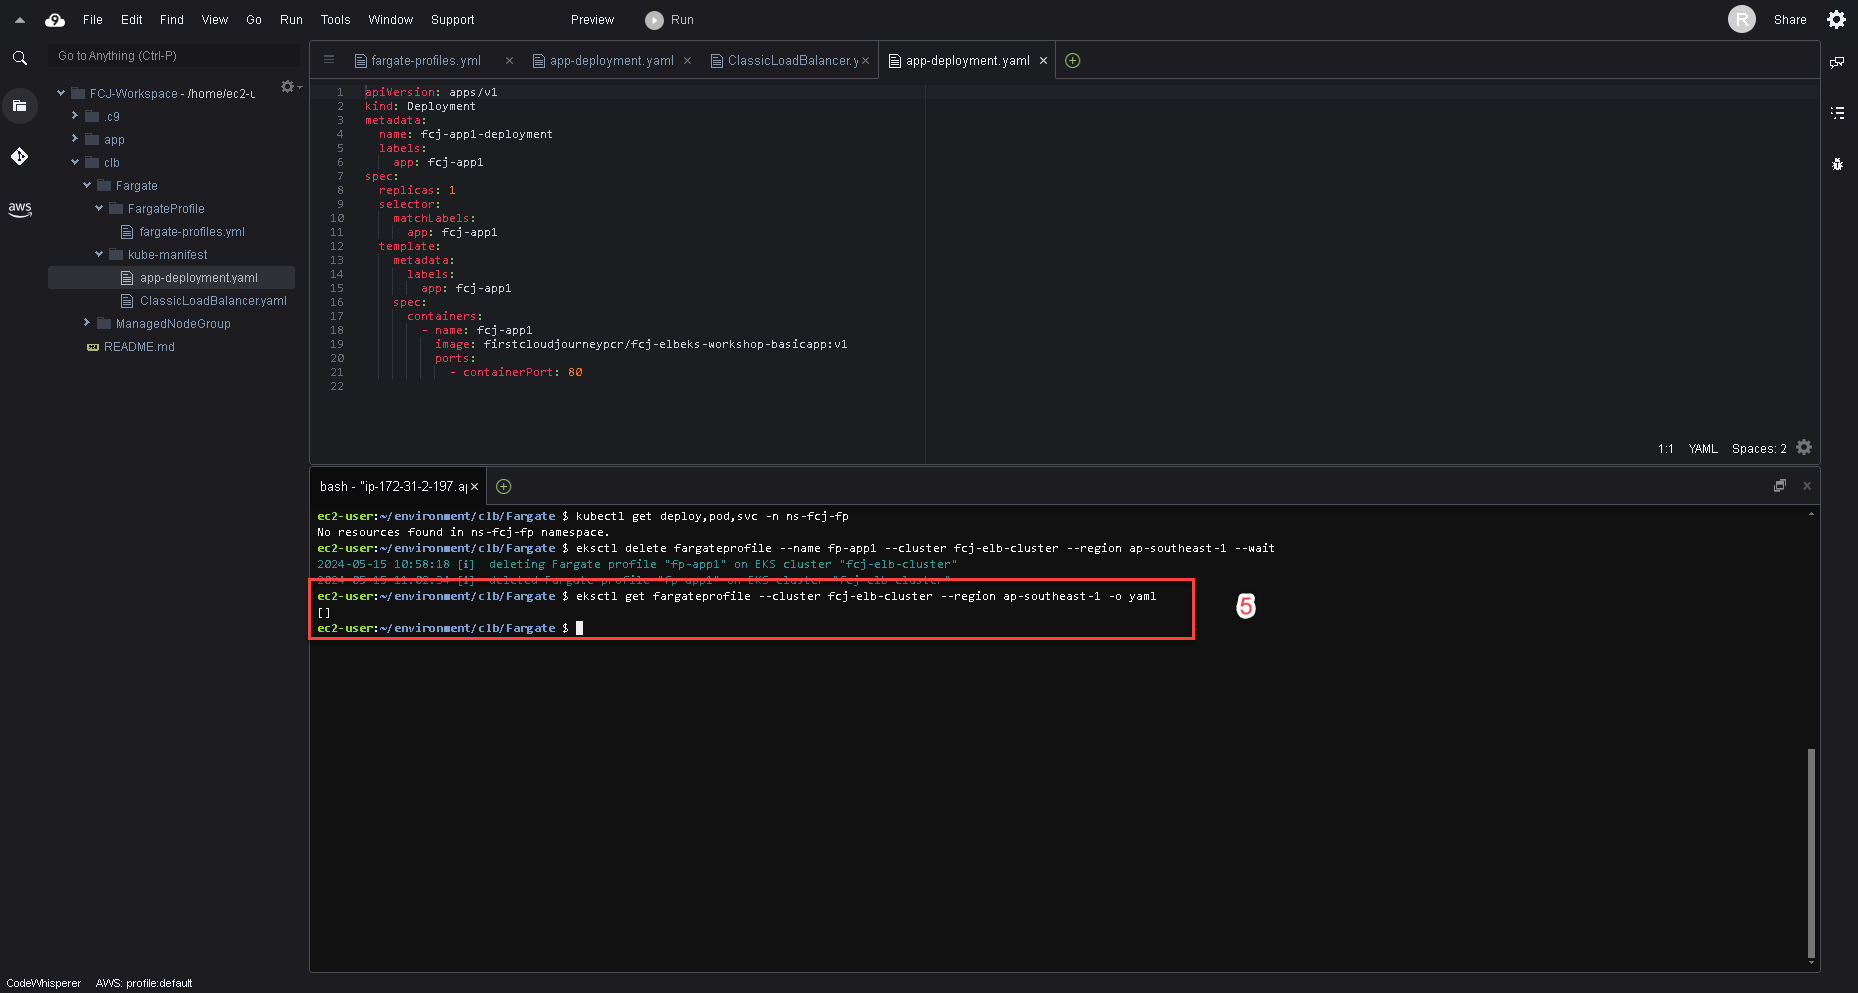 9 File Edit Find View Go Run Tools Window Support Preview Run R Share
Go to Anything (Ctrl-P)
FCJ-Workspace - /home/ec2-u
.c9
app
clb
Fargate
FargateProfile
fargate-profiles.yml
kube-manifest
app-deployment.yaml
ClassicLoadBalancer.yaml
ManagedNodeGroup
README.md
aws
fargate-profiles.yml app-deployment.yaml ClassicLoadBalancer.y app-deployment.yaml
1 apiVersion: apps/v1
2 kind: Deployment
3 metadata:
4 name: fcj-app1-deployment
5 labels:
6 app: fcj-app1
7 spec:
8 replicas: 1
9 selector:
10 matchLabels:
11 app: fcj-app1
12 template:
13 metadata:
14 labels:
15 app: fcj-app1
16 spec:
17 containers:
18 - name: fcj-app1
19 image: firstcloudjourneypcr/fcj-elbeks-workshop-basicapp:v1
20 ports:
21 - containerPort: 80
22
1:1 YAML Spaces: 2
bash - "ip-172-31-2-197.a
ec2-user:~/environment/clb/Fargate $ kubectl get deploy,pod,svc -n ns-fcj-fp
No resources found in ns-fcj-fp namespace.
ec2-user:~/environment/clb/Fargate $ eksctl delete fargateprofile --name fp-app1 --cluster fcj-elb-cluster --region ap-southeast-1 --wait
2024-05-15 10:58:18 [ℹ]  deleting Fargate profile "fp-app1" on EKS cluster "fcj-elb-cluster"
2024-05-15 11:02:34 [ℹ]  deleted Fargate profile "fp-app1" on EKS cluster "fcj-elb-cluster"
ec2-user:~/environment/clb/Fargate $ eksctl get fargateprofile --cluster fcj-elb-cluster --region ap-southeast-1 -o yaml
[]
ec2-user:~/environment/clb/Fargate $
5
CodeWhisperer AWS: profile:default